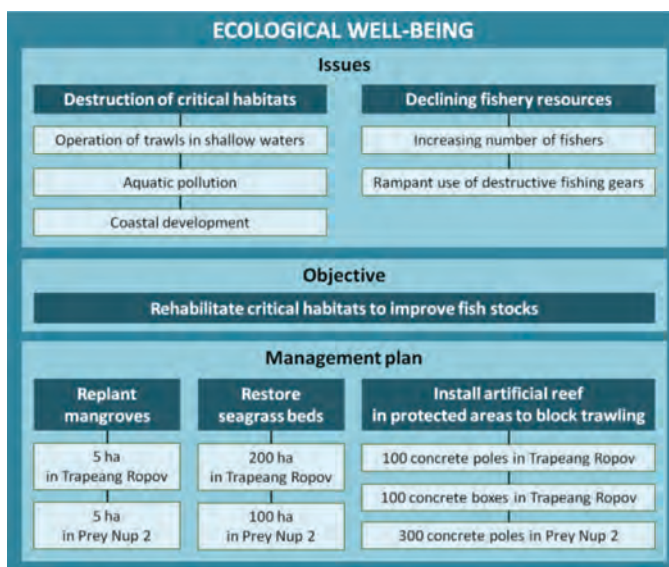 ECOLOGICAL WELL-BEING
Issues
Destruction of critical habitats
Operation of trawls in shallow waters
Aquatic pollution
Coastal development
Declining fishery resources
Increasing number of fishers
Rampant use of destructive fishing gears
Objective
Rehabilitate critical habitats to improve fish stocks
Management plan
Replant
mangroves
5 ha
in Trapeang Ropov
5 ha
in Prey Nup 2
Restore
seagrass beds
200 ha
in Trapeang Ropov
100 ha
in Prey Nup 2
Install artificial reef
in protected areas to block trawling
100 concrete poles in Trapeang Ropov
100 concrete boxes in Trapeang Ropov
300 concrete poles in Prey Nup 2